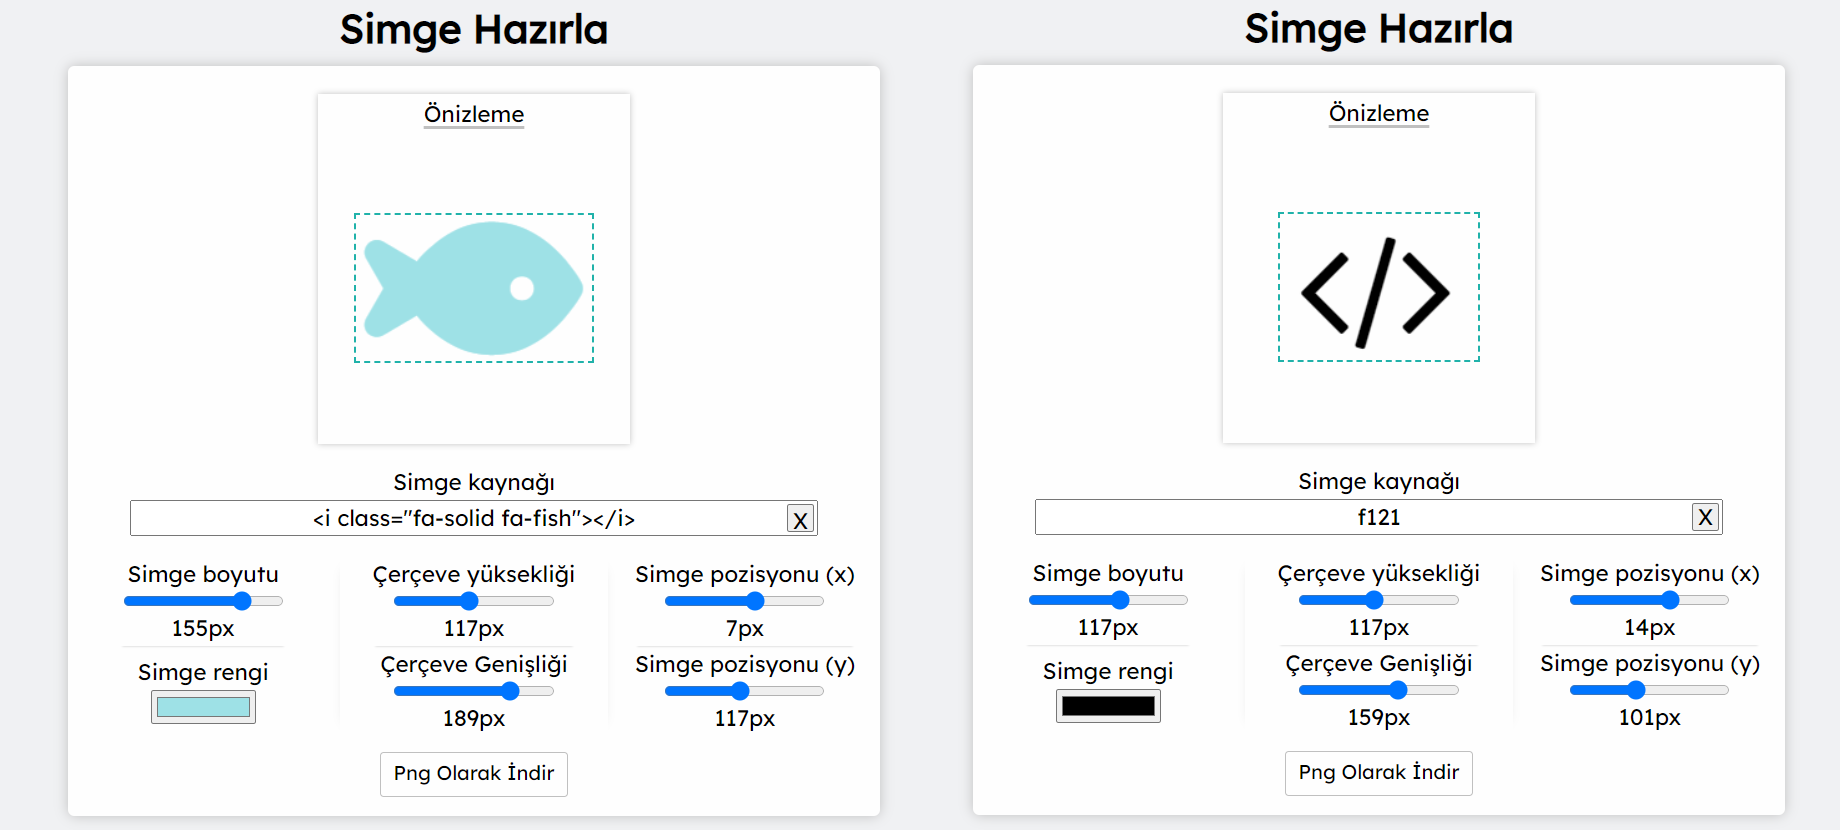 Simge Hazırla
Önizleme
Simge kaynağı
<i class="fa-solid fa-fish"></i>
X
Simge boyutu
155px
Simge rengi
Çerçeve yüksekliği
117px
Çerçeve Genişliği
189px
Simge pozisyonu (x)
7px
Simge pozisyonu (y)
117px
Png Olarak İndir
Simge Hazırla
Önizleme
</>
Simge kaynağı
f121
X
Simge boyutu
117px
Simge rengi
Çerçeve yüksekliği
117px
Çerçeve Genişliği
159px
Simge pozisyonu (x)
14px
Simge pozisyonu (y)
101px
Png Olarak İndir